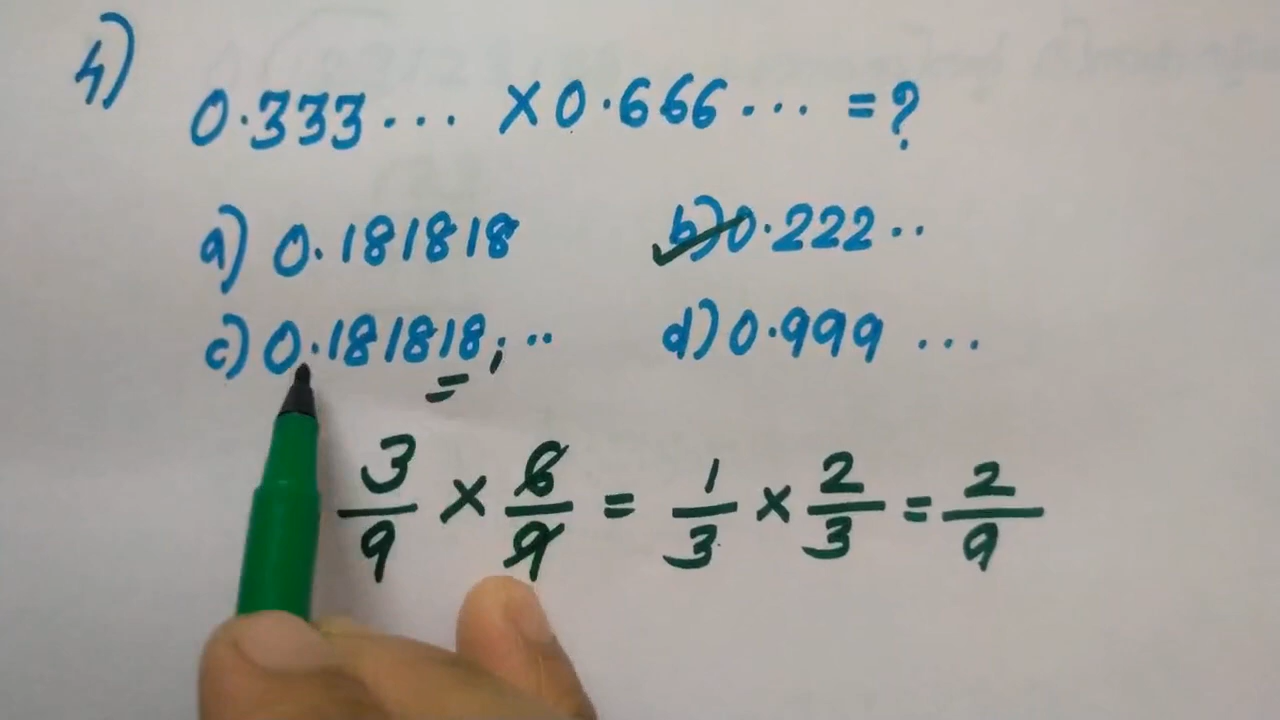 4) 0.333... × 0.666... = ?
a) 0.181818 b) 0.222..
c) 0.181818... d) 0.999 ...
3/9 × 6/9 = 1/3 × 2/3 = 2/9